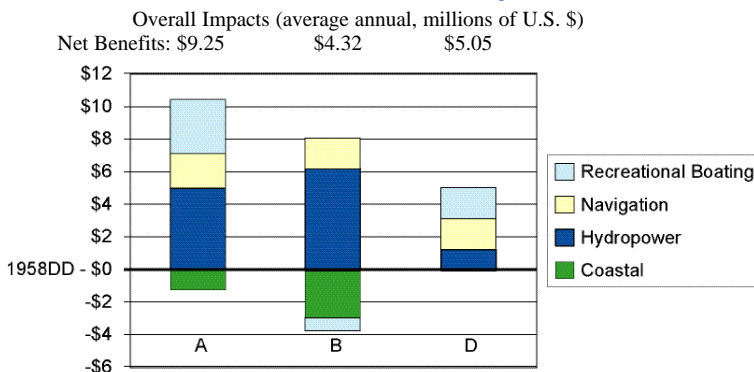 Overall Impacts (average annual, millions of U.S. $)
Net Benefits: $9.25 $4.32 $5.05
$12
$10
$8
$6
$4
$2
1958DD - $0
-$2
-$4
-$6
A B D
Recreational Boating
Navigation
Hydropower
Coastal